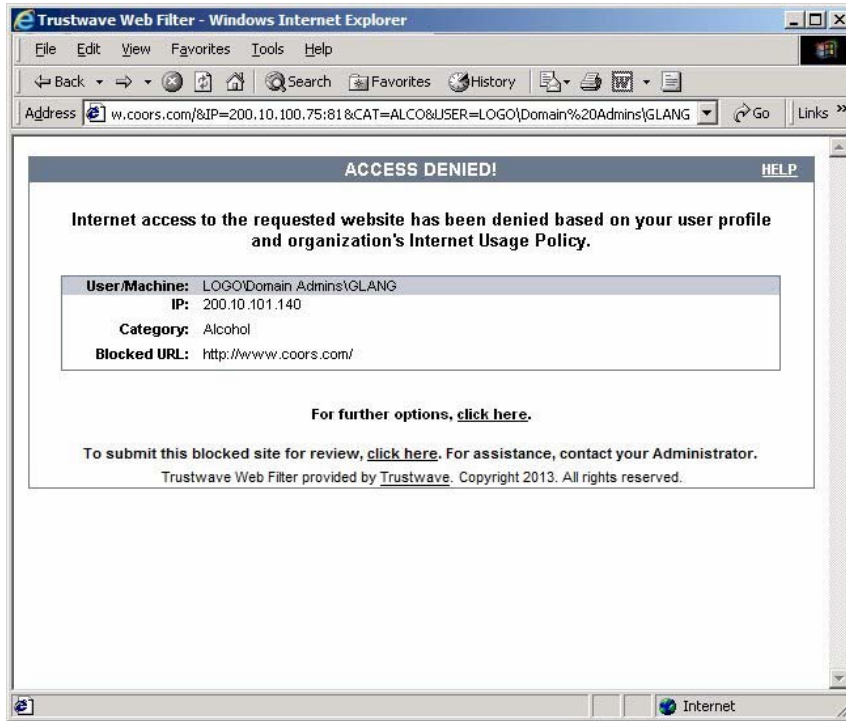 Trustwave Web Filter - Windows Internet Explorer
File Edit View Favorites Tools Help
Back Search Favorites History
Address w.coors.com/&IP=200.10.100.75:81&CAT=ALCO&USER=LOGO\Domain%20Admins\GLANG Go Links »
ACCESS DENIED! HELP
Internet access to the requested website has been denied based on your user profile
and organization's Internet Usage Policy.
User/Machine: LOGO\Domain Admins\GLANG
IP: 200.10.101.140
Category: Alcohol
Blocked URL: http://www.coors.com/
For further options, click here.
To submit this blocked site for review, click here. For assistance, contact your Administrator.
Trustwave Web Filter provided by Trustwave. Copyright 2013. All rights reserved.
Internet